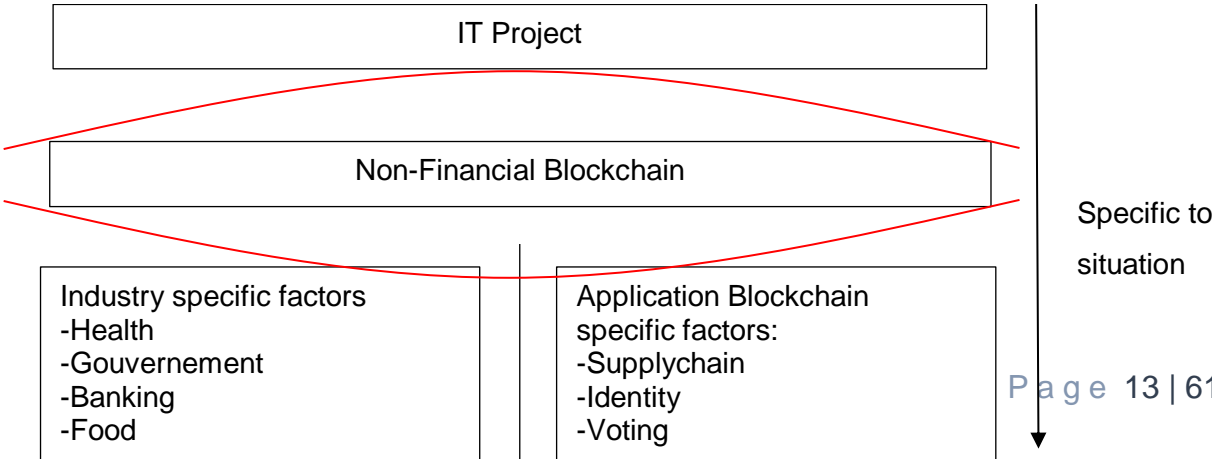 IT Project
Non-Financial Blockchain
Specific to
situation
Industry specific factors
-Health
-Gouvernement
-Banking
-Food
Application Blockchain
specific factors:
-Supplychain
-Identity
-Voting
Page 13 | 61